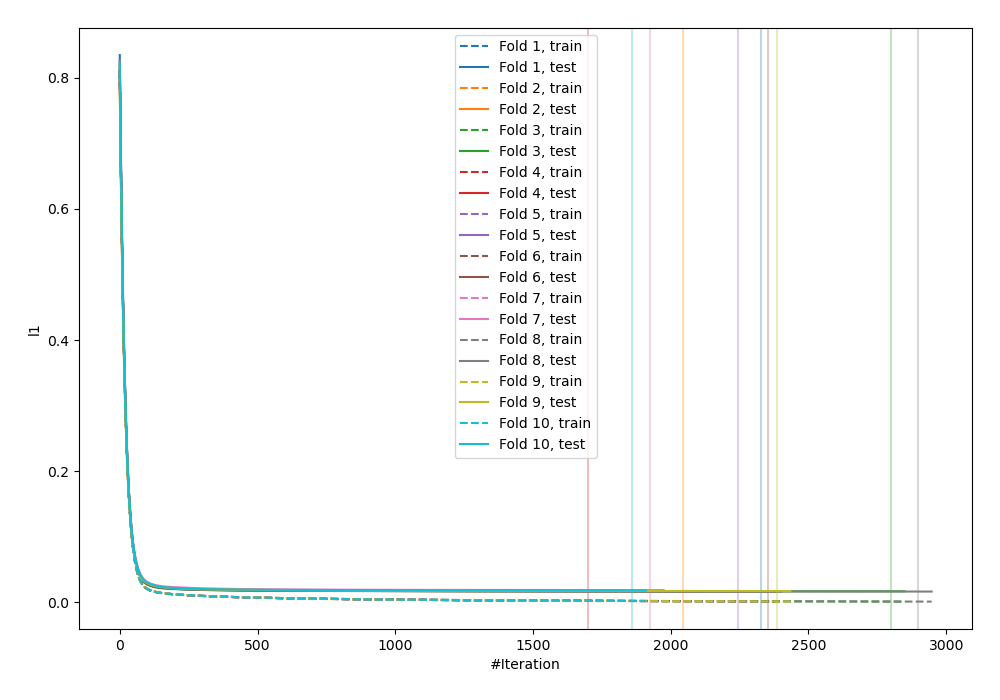 Fold 1, train
Fold 1, test
Fold 2, train
Fold 2, test
Fold 3, train
Fold 3, test
Fold 4, train
Fold 4, test
Fold 5, train
Fold 5, test
Fold 6, train
Fold 6, test
Fold 7, train
Fold 7, test
Fold 8, train
Fold 8, test
Fold 9, train
Fold 9, test
Fold 10, train
Fold 10, test
0.8
0.6
0.4
0.2
0.0
l1
0 500 1000 1500 2000 2500 3000
#Iteration